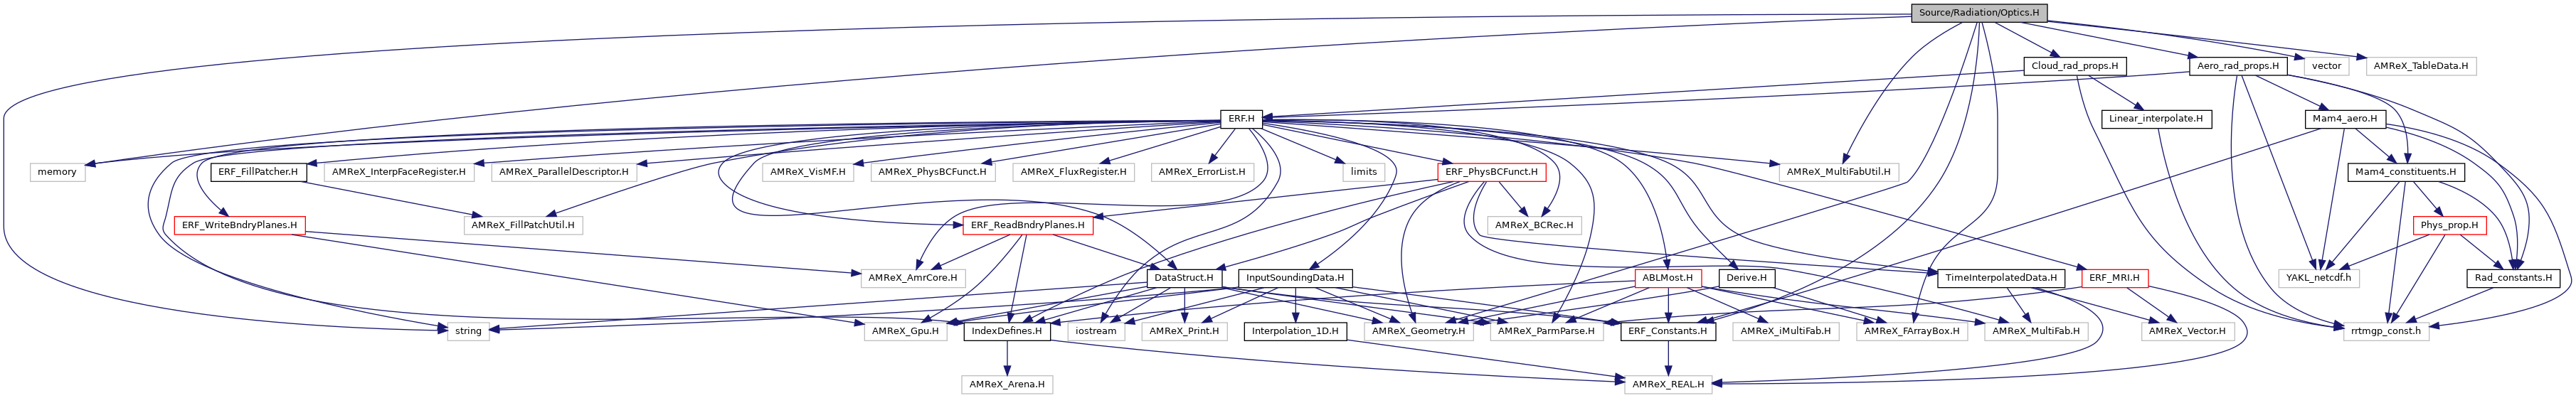 Source/Radiation/Optics.H
Cloud_rad_props.H
Aero_rad_props.H
vector
AMReX_TableData.H
ERF.H
Linear_interpolate.H
Mam4_aero.H
memory
ERF_FillPatcher.H
AMReX_InterpFaceRegister.H
AMReX_ParallelDescriptor.H
AMReX_VisMF.H
AMReX_PhysBCFunct.H
AMReX_FluxRegister.H
AMReX_ErrorList.H
limits
ERF_PhysBCFunct.H
AMReX_MultiFabUtil.H
Mam4_constituents.H
ERF_WriteBndryPlanes.H
AMReX_FillPatchUtil.H
ERF_ReadBndryPlanes.H
AMReX_BCRec.H
Phys_prop.H
AMReX_AmrCore.H
DataStruct.H
InputSoundingData.H
ABLMost.H
Derive.H
TimeInterpolatedData.H
ERF_MRI.H
YAKL_netcdf.h
Rad_constants.H
string
AMReX_Gpu.H
IndexDefines.H
iostream
AMReX_Print.H
Interpolation_1D.H
AMReX_Geometry.H
AMReX_ParmParse.H
ERF_Constants.H
AMReX_iMultiFab.H
AMReX_FArrayBox.H
AMReX_MultiFab.H
AMReX_Vector.H
rrtmgp_const.h
AMReX_Arena.H
AMReX_REAL.H